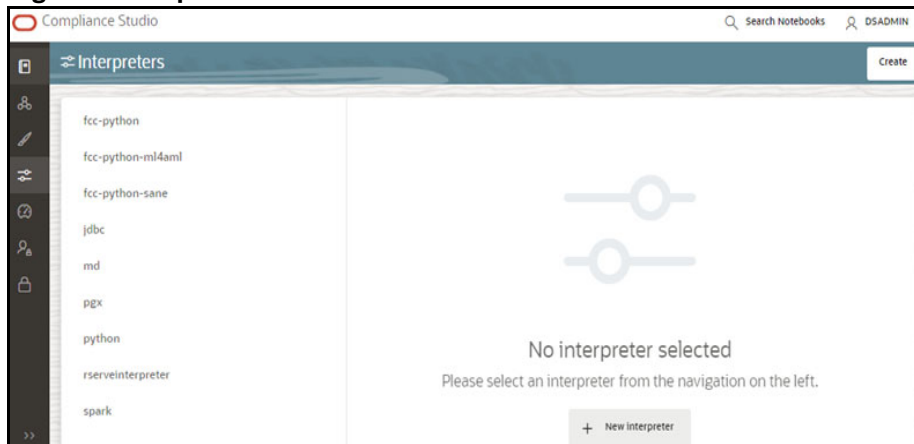 Compliance Studio
Search Notebooks
DSADMIN
Interpreters
Create
fcc-python
fcc-python-ml4aml
fcc-python-sane
jdbc
md
pgx
python
rserveinterpreter
spark
No interpreter selected
Please select an interpreter from the navigation on the left.
+ New interpreter
>>